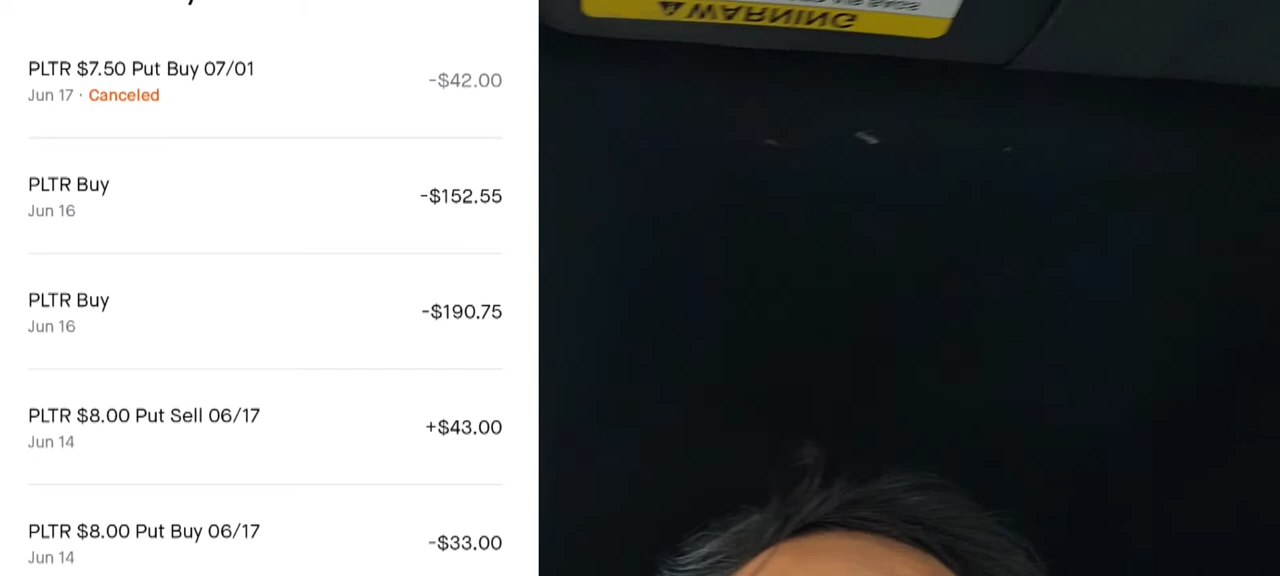 PLTR $7.50 Put Buy 07/01
-$42.00
Jun 17 · Canceled
PLTR Buy
-$152.55
Jun 16
PLTR Buy
-$190.75
Jun 16
PLTR $8.00 Put Sell 06/17
+$43.00
Jun 14
PLTR $8.00 Put Buy 06/17
-$33.00
Jun 14
WARNING